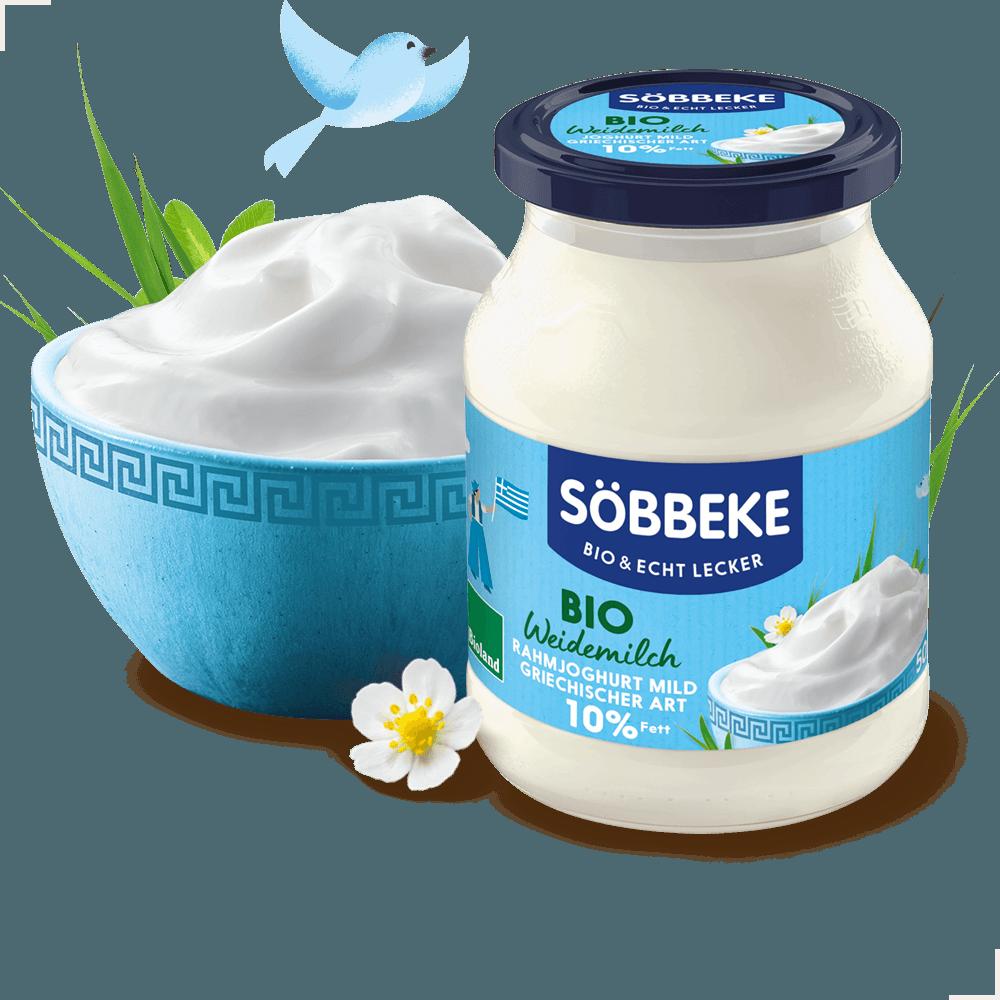 SÖBBEKE
BIO & ECHT LECKER
BIO
Weidemilch
JOGHURT MILD
GRIECHISCHER ART
10% Fett
SÖBBEKE
BIO & ECHT LECKER
BIO
Weidemilch
RAHMJOGHURT MILD
GRIECHISCHER ART
10% Fett
Bioland